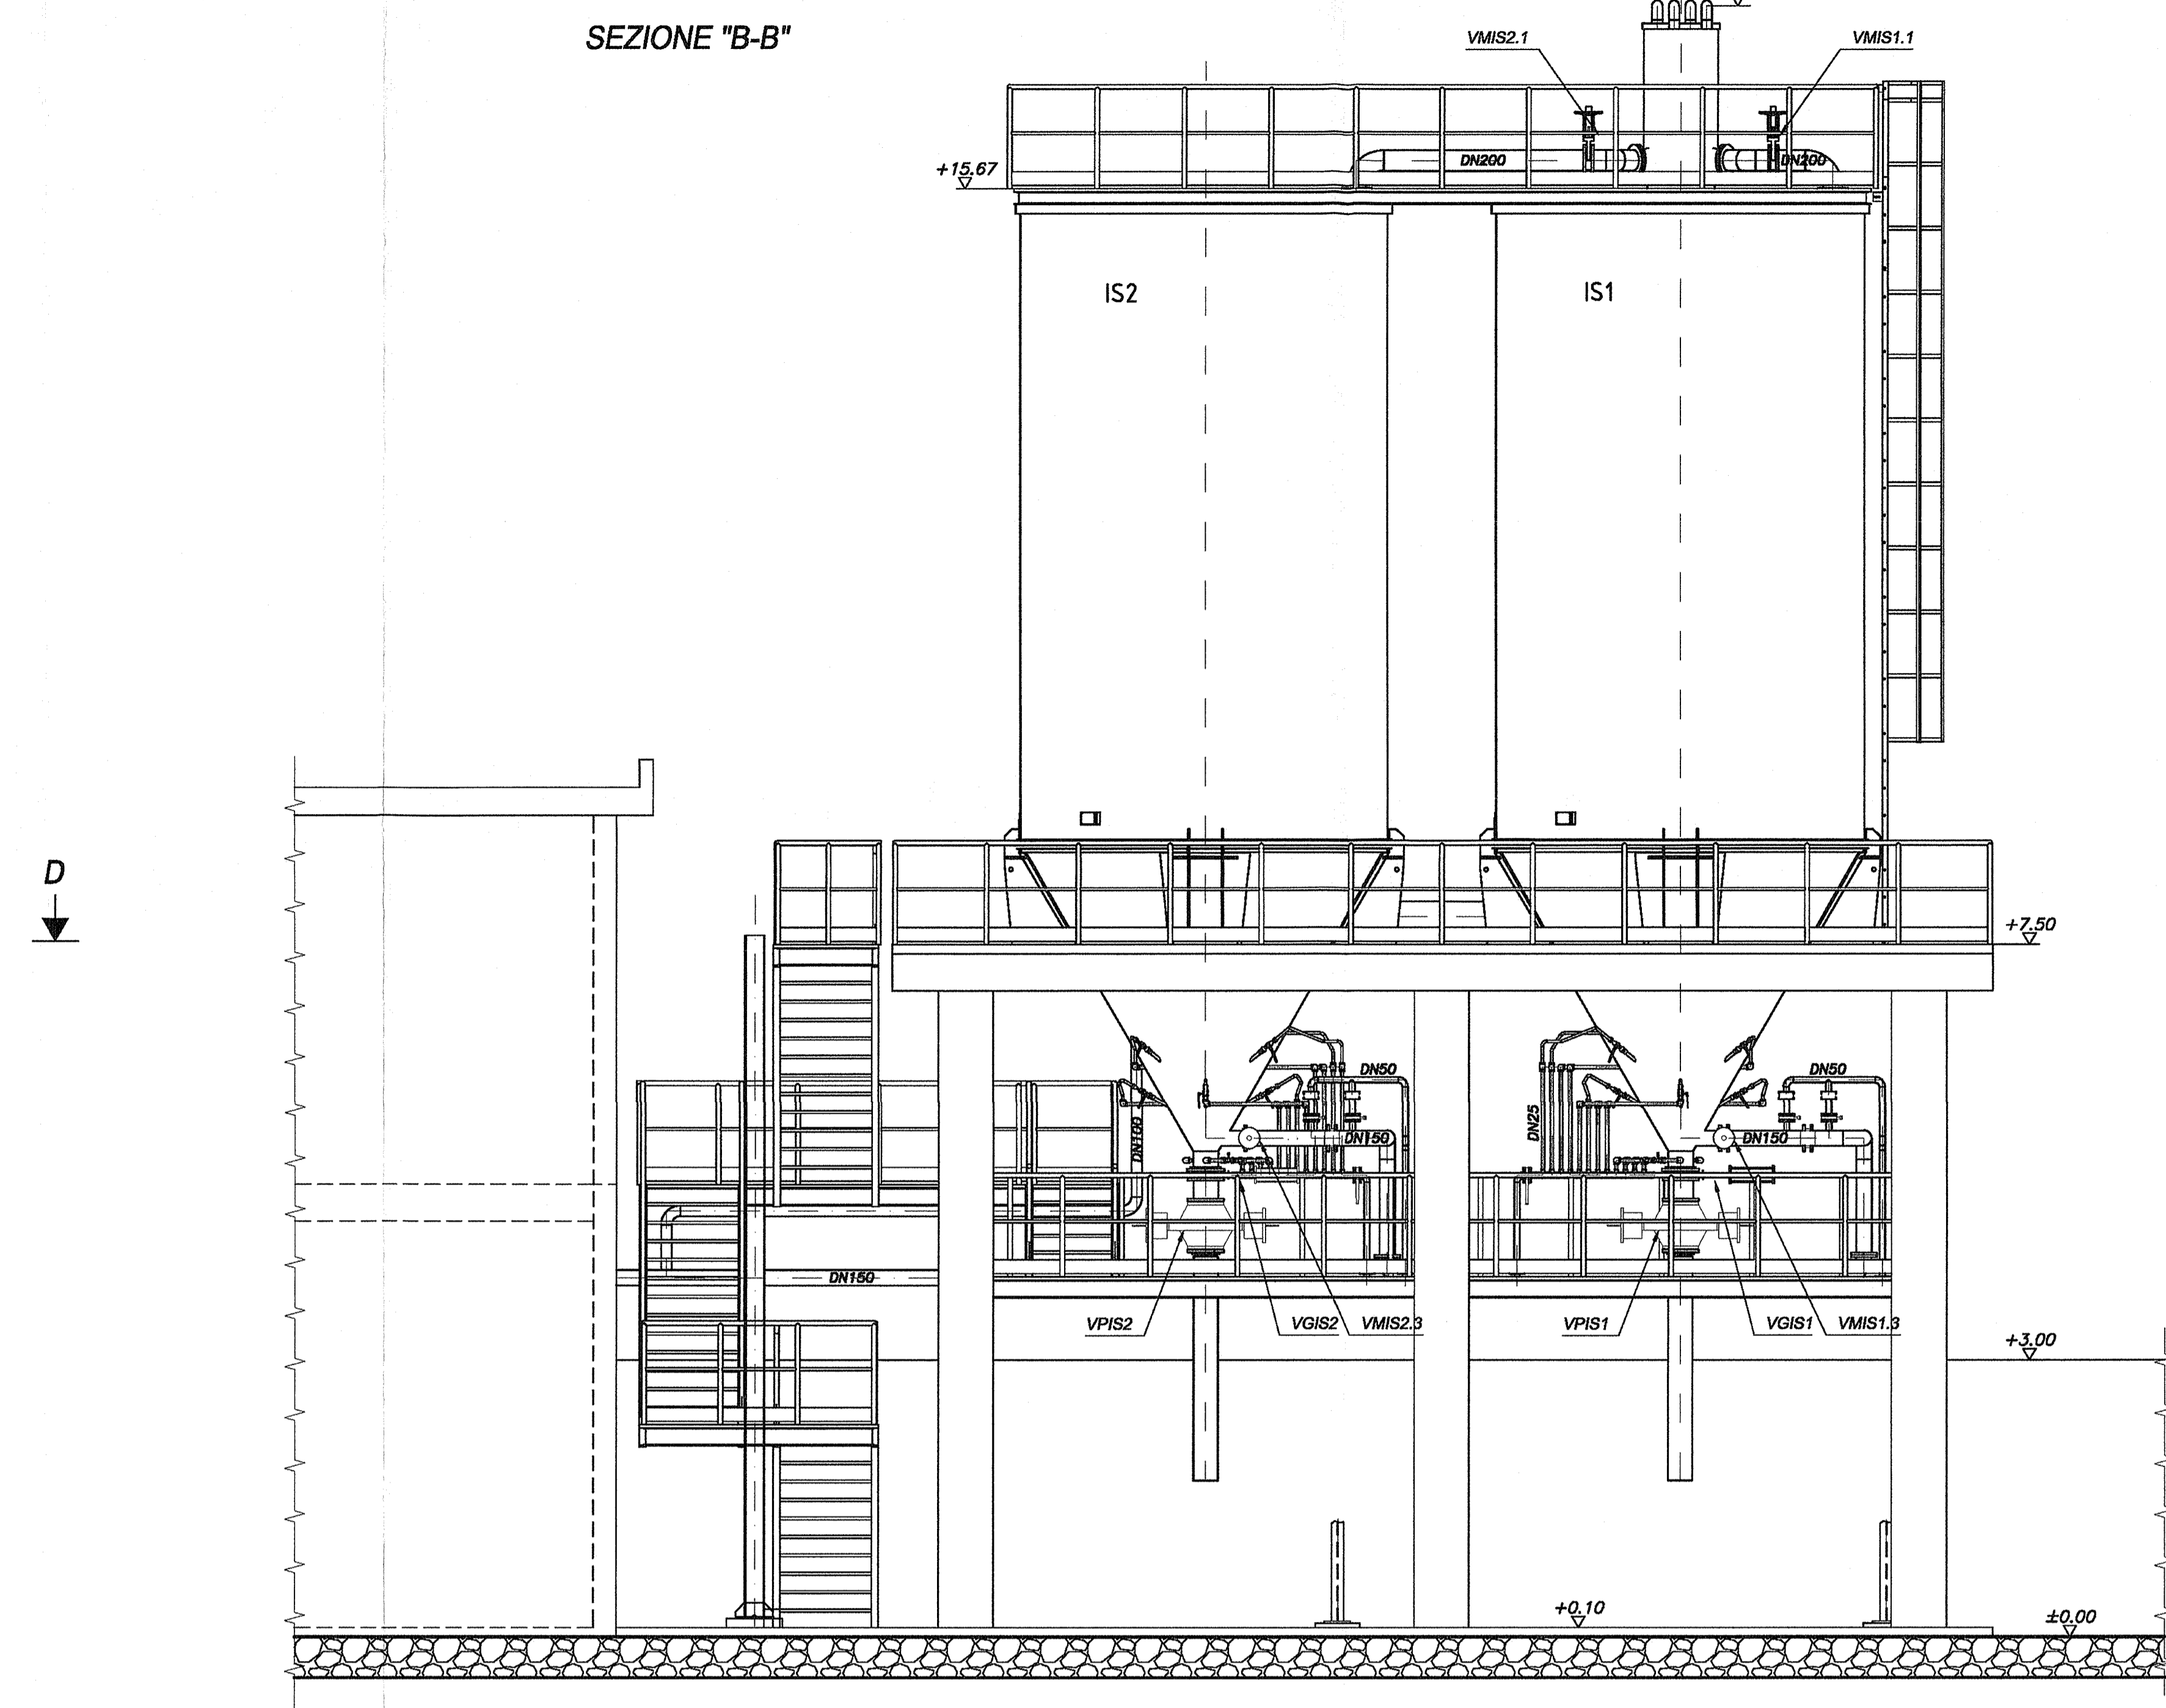 SEZIONE "B-B"
VMIS2.1
VMIS1.1
DN200
DN200
+15.67
IS2
IS1
D
+7.50
DN50
DN50
DN100
DN150
DN25
DN150
DN150
VPIS2
VGIS2
VMIS2.3
VPIS1
VGIS1
VMIS1.3
+3.00
+0.10
±0.00